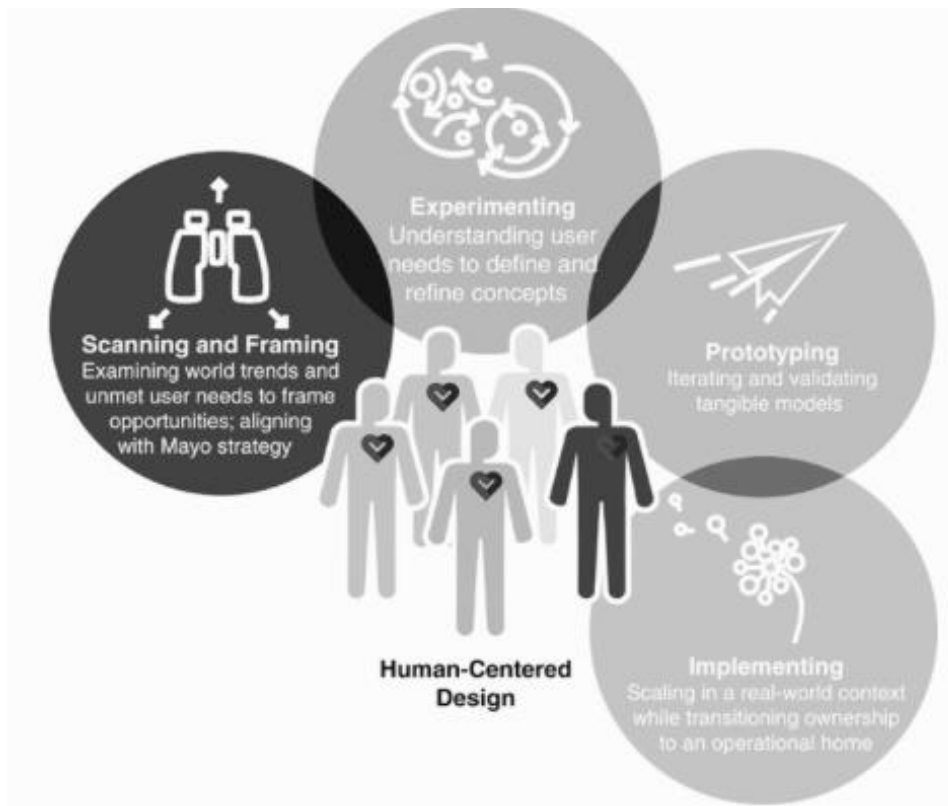 Experimenting
Understanding user
needs to define and
refine concepts
Scanning and Framing
Examining world trends and
unmet user needs to frame
opportunities; aligning
with Mayo strategy
Prototyping
Iterating and validating
tangible models
Human-Centered
Design
Implementing
Scaling in a real-world context
while transitioning ownership
to an operational home